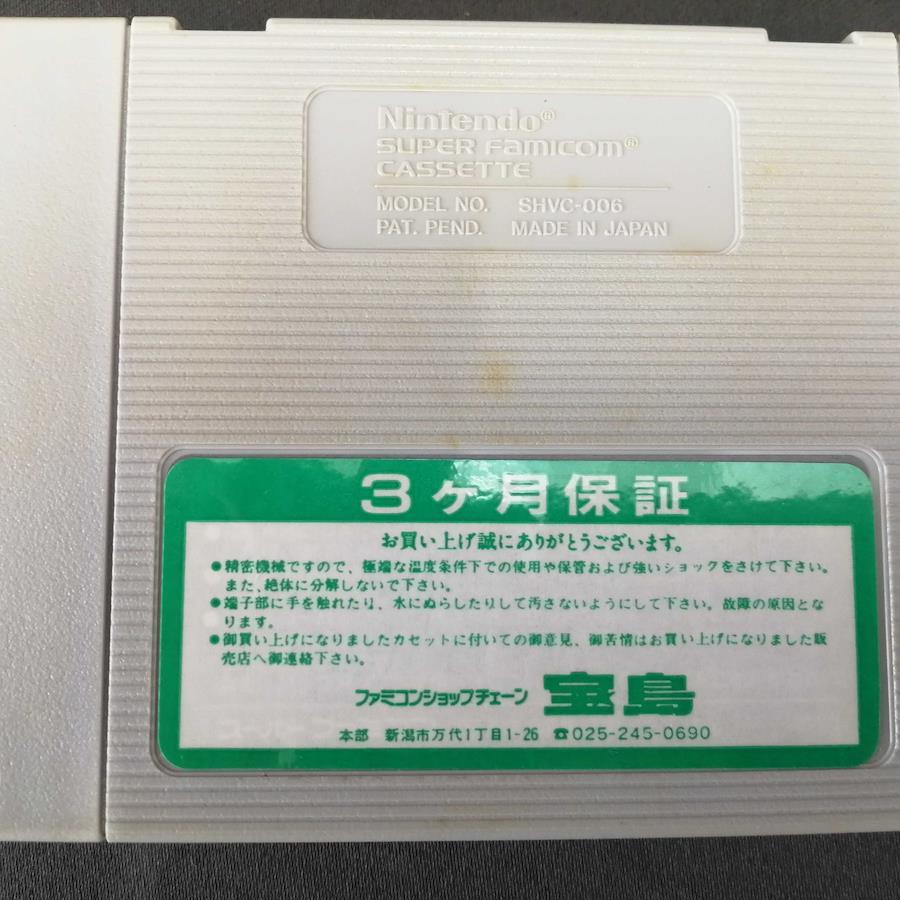 Nintendo®
SUPER FAMICOM®
CASSETTE
MODEL NO. SHVC-006
PAT. PEND. MADE IN JAPAN
3ヶ月保証
お買い上げ誠にありがとうございます。
●精密機械ですので、極端な温度条件下での使用や保管および強いショックをさけて下さい。
また、絶体に分解しないで下さい。
●端子部に手を触れたり、水にぬらしたりして汚さないようにして下さい。故障の原因とな
ります。
●御買い上げになりましたカセットに付いての御意見、御苦情はお買い上げになりました販
売店へ御連絡下さい。
ファミコンショップチェーン 宝島
本部 新潟市万代1丁目1-26 ☎025-245-0690